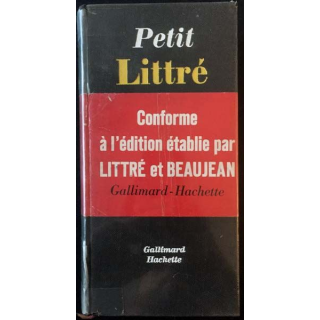 Petit
Littré
Conforme
à l'édition établie par
LITTRÉ et BEAUJEAN
Gallimard-Hachette
Gallimard
Hachette